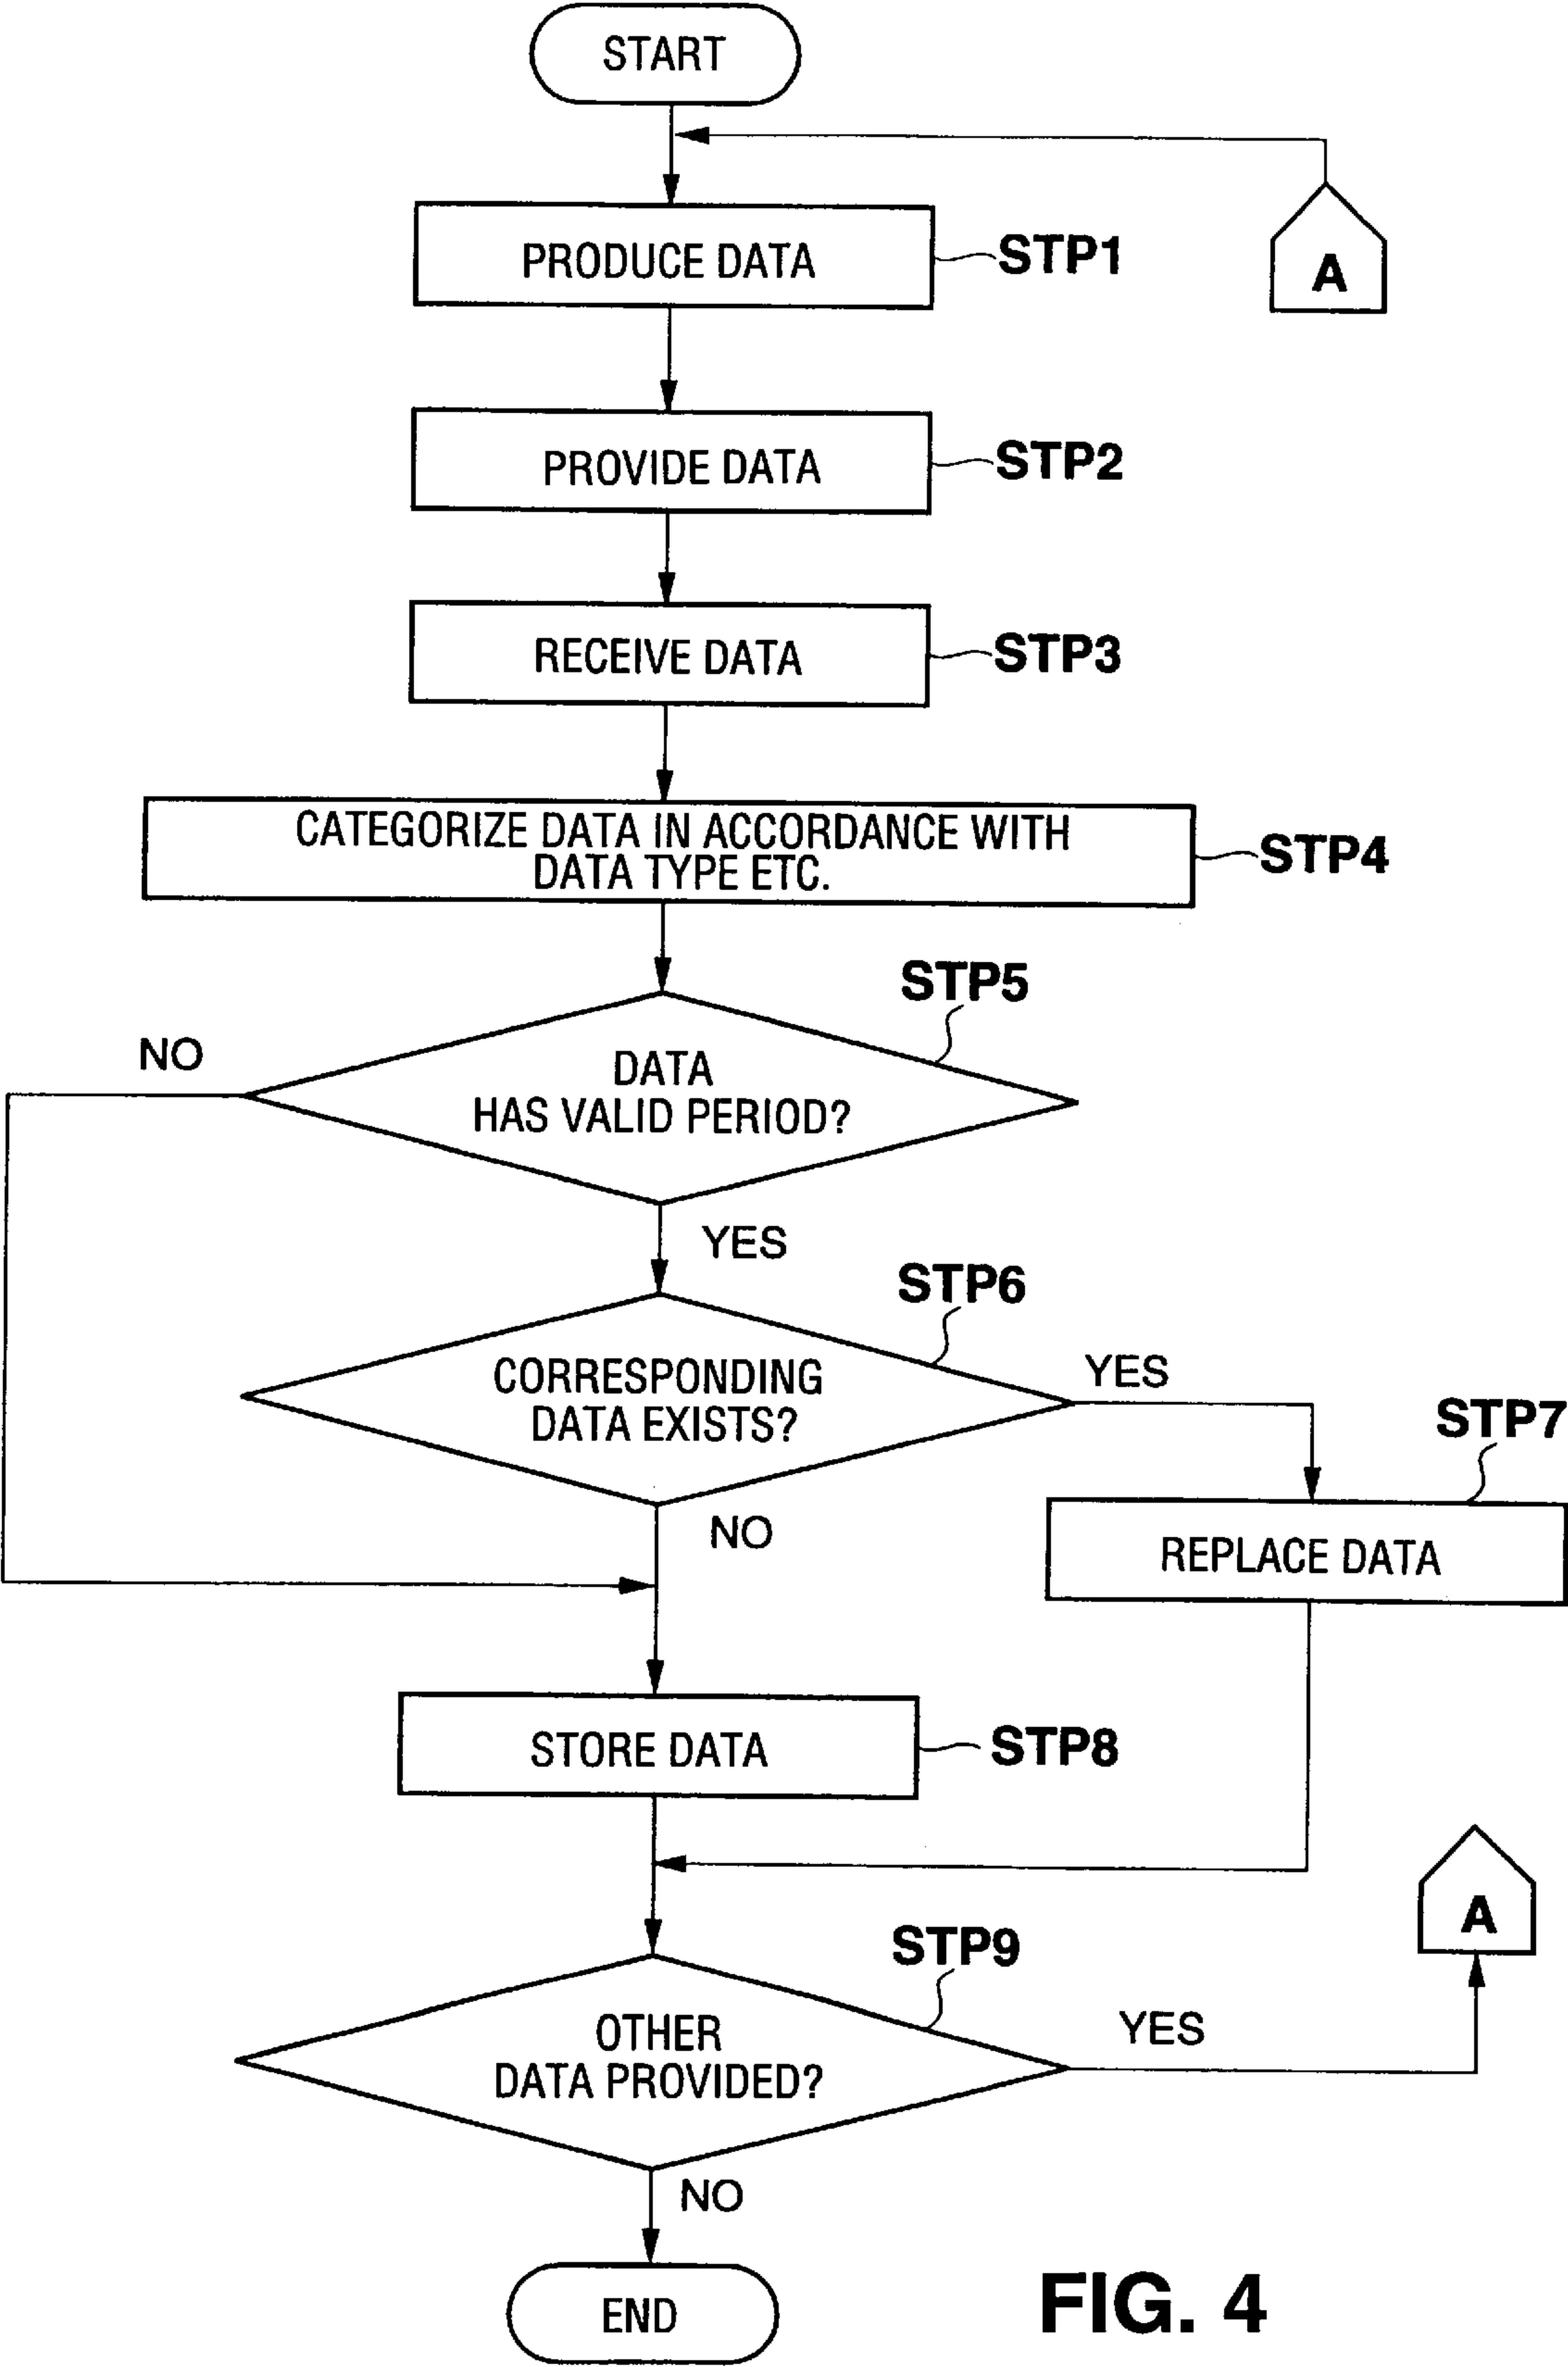 START
PRODUCE DATA
STP1
A
PROVIDE DATA
STP2
RECEIVE DATA
STP3
CATEGORIZE DATA IN ACCORDANCE WITH
DATA TYPE ETC.
STP4
STP5
NO
DATA
HAS VALID PERIOD?
YES
STP6
CORRESPONDING
DATA EXISTS?
YES
STP7
NO
REPLACE DATA
STORE DATA
STP8
A
STP9
OTHER
DATA PROVIDED?
YES
NO
END
FIG. 4